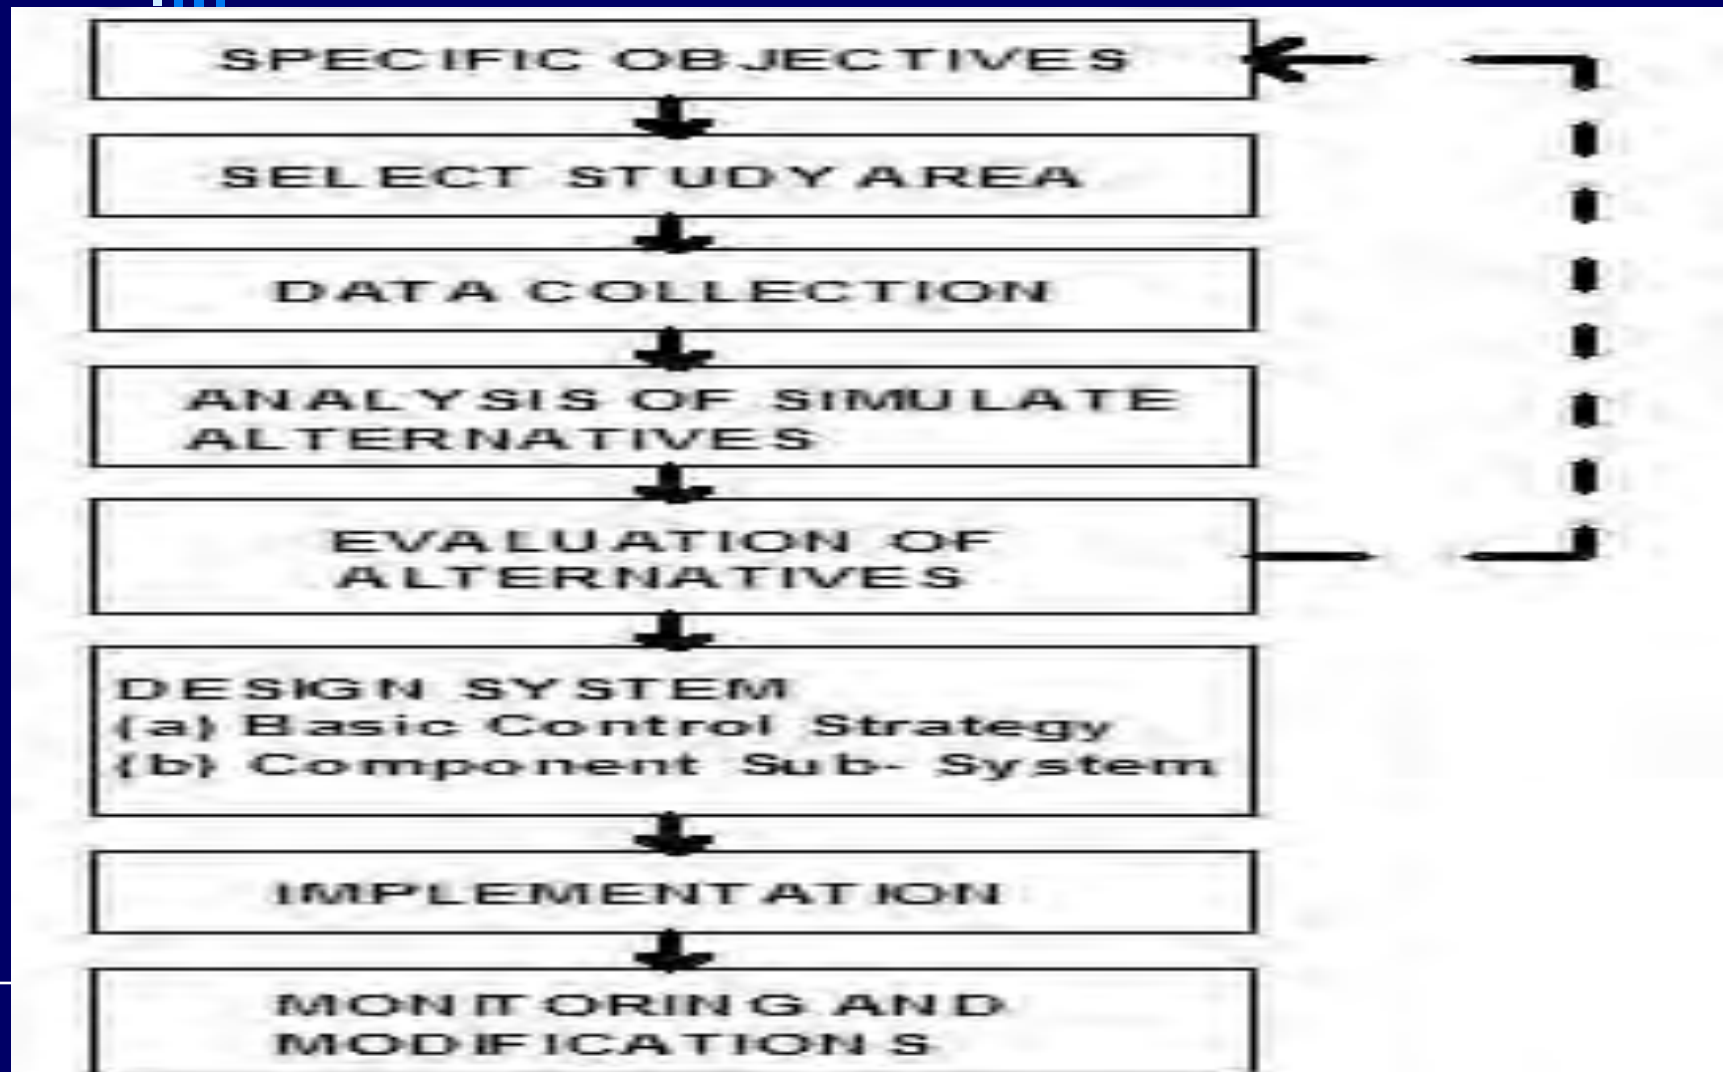 SPECIFIC OBJECTIVES
SELECT STUDY AREA
DATA COLLECTION
ANALYSIS OF SIMULATE
ALTERNATIVES
EVALUATION OF
ALTERNATIVES
DESIGN SYSTEM
(a) Basic Control Strategy
(b) Component Sub- System
IMPLEMENTATION
MONITORING AND
MODIFICATIONS